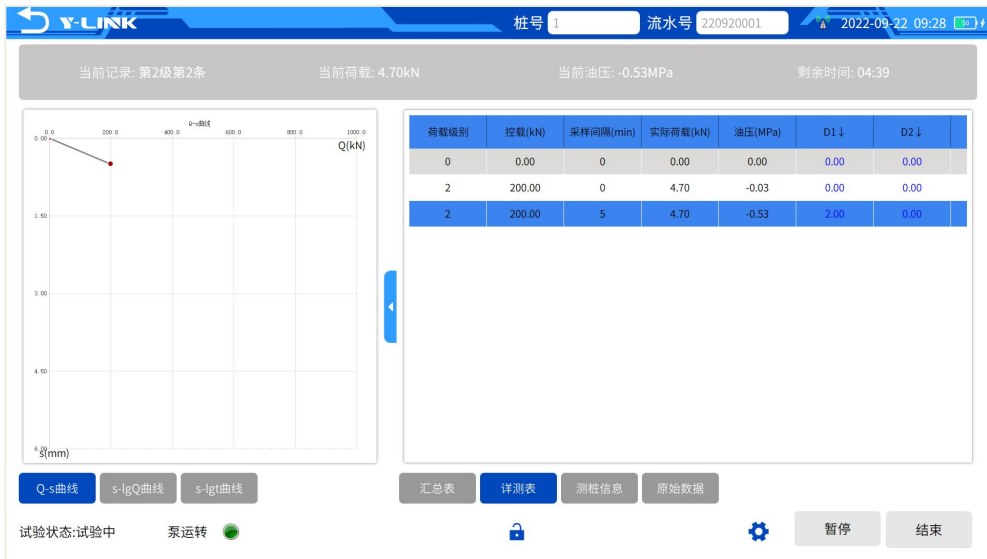 Y-LINK 桩号 1 流水号 220920001 2022-09-22 09:28 50
当前记录: 第2级第2条 当前荷载: 4.70kN 当前油压: -0.53MPa 剩余时间: 04:39
Q-s曲线
0.0 200.0 400.0 600.0 800.0 1000.0
0.00
Q(kN)
1.50
3.00
4.50
6.00
s(mm)
荷载级别 控载(kN) 采样间隔(min) 实际荷载(kN) 油压(MPa) D1↓ D2↓
0 0.00 0 0.00 0.00 0.00 0.00
2 200.00 0 4.70 -0.03 0.00 0.00
2 200.00 5 4.70 -0.53 2.00 0.00
Q-s曲线 s-lgQ曲线 s-lgt曲线 汇总表 详测表 测桩信息 原始数据
试验状态:试验中 泵运转 暂停 结束